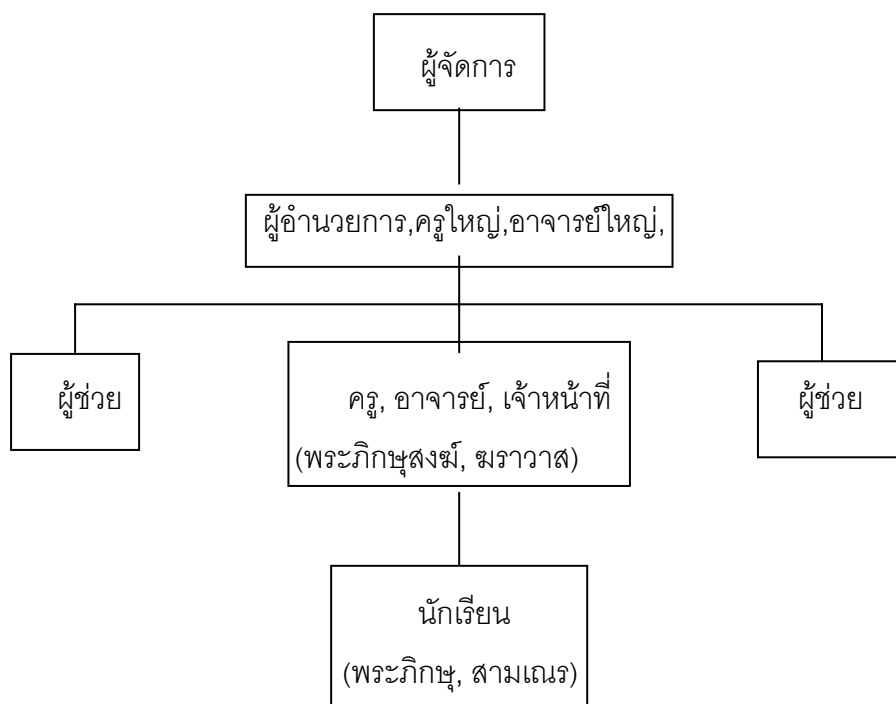 ผู้จัดการ
ผู้อำนวยการ,ครูใหญ่,อาจารย์ใหญ่,
ผู้ช่วย
ครู, อาจารย์, เจ้าหน้าที่
(พระภิกษุสงฆ์, ฆราวาส)
ผู้ช่วย
นักเรียน
(พระภิกษุ, สามเณร)